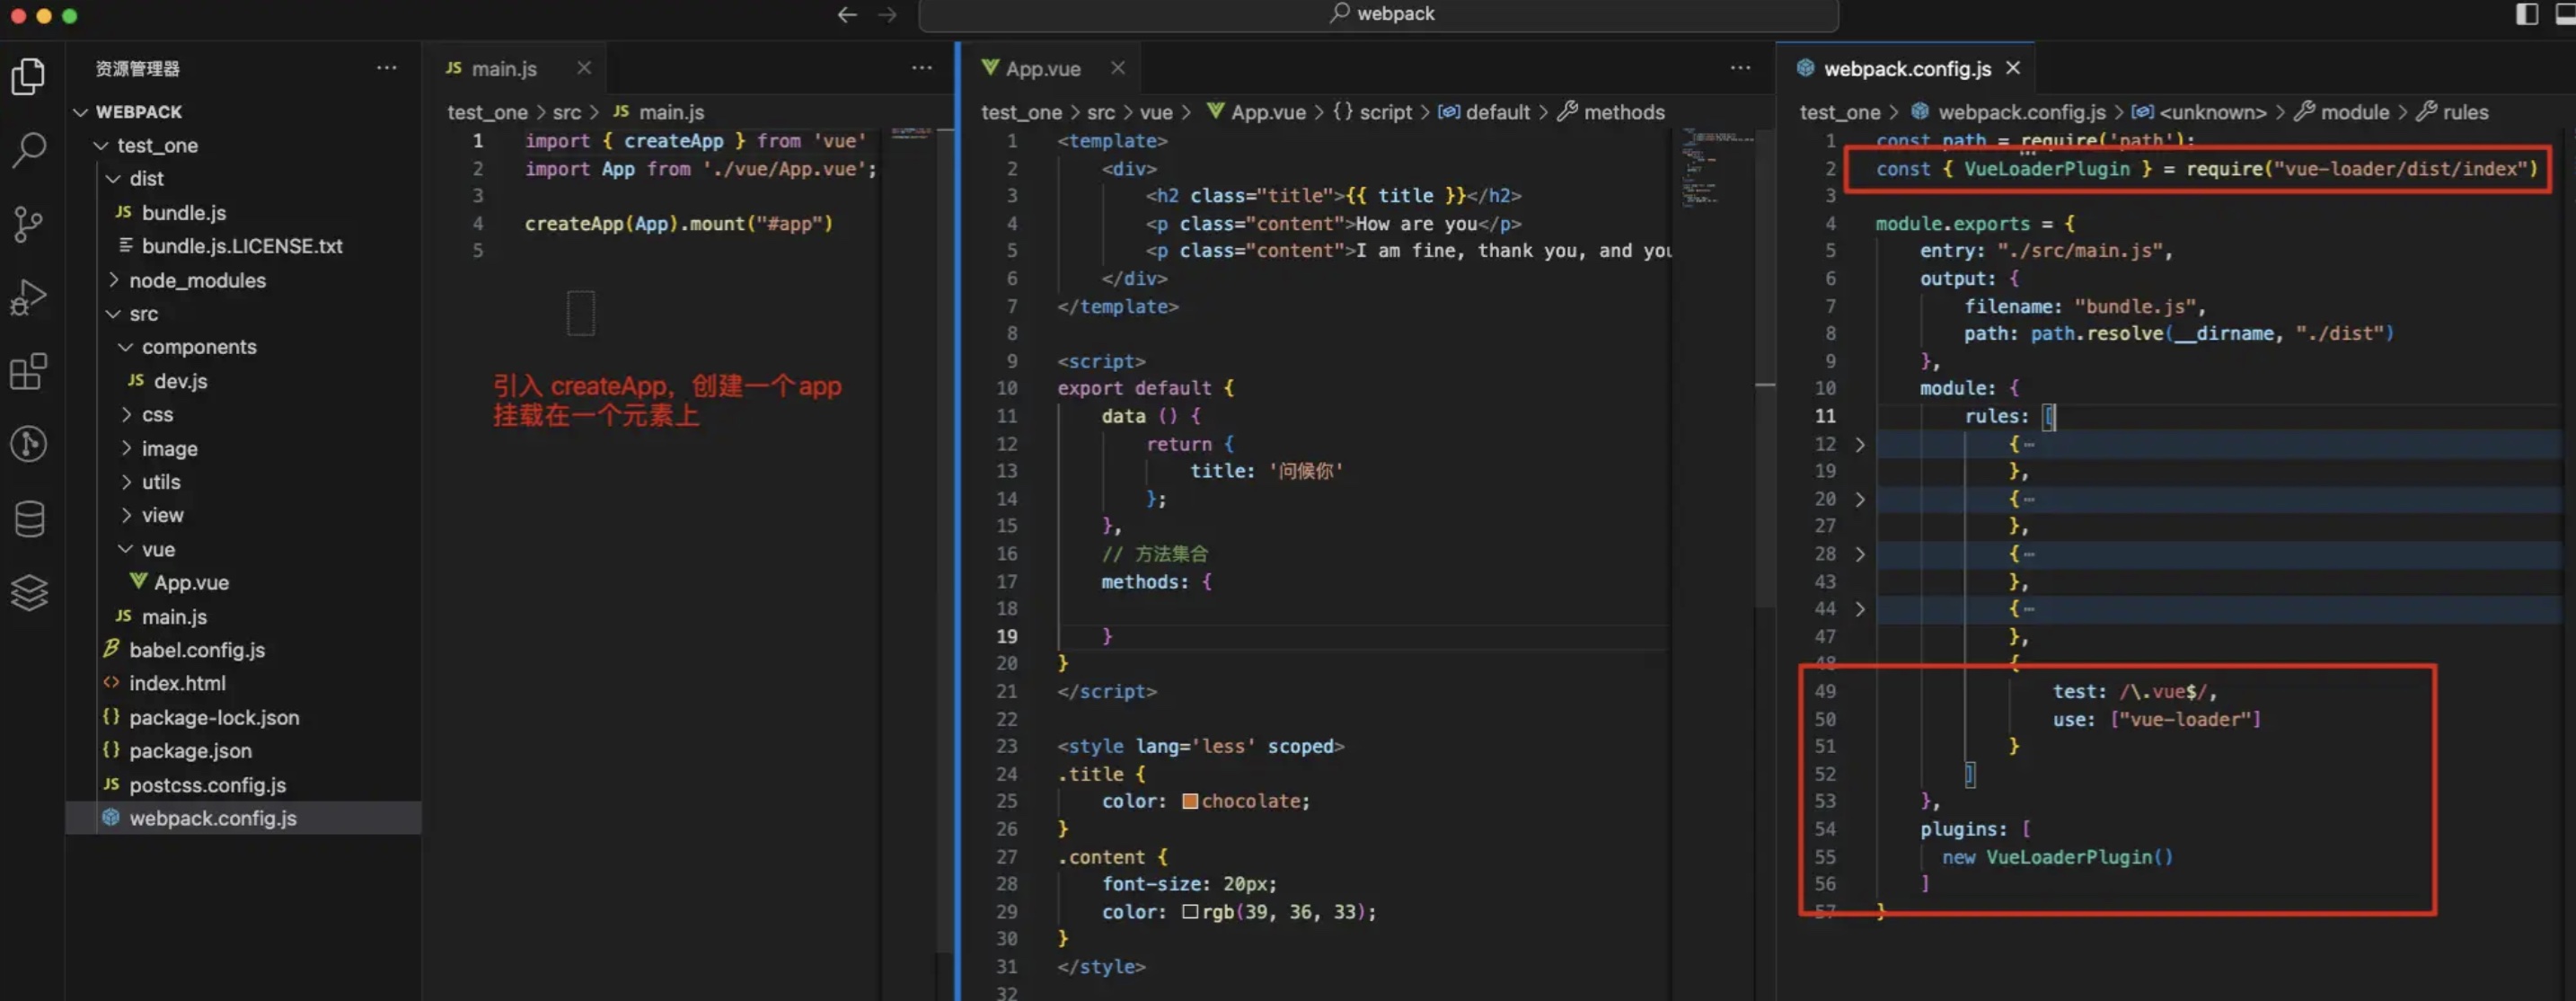 webpack
资源管理器
WEBPACK
test_one
dist
JS bundle.js
bundle.js.LICENSE.txt
node_modules
src
components
JS dev.js
css
image
utils
view
vue
App.vue
JS main.js
babel.config.js
index.html
{} package-lock.json
{} package.json
JS postcss.config.js
webpack.config.js
JS main.js
test_one > src > JS main.js
1 import { createApp } from 'vue'
2 import App from './vue/App.vue';
3
4 createApp(App).mount("#app")
5
引入 createApp，创建一个 app
挂载在一个元素上
App.vue
test_one > src > vue > App.vue > {} script > default > methods
1 <template>
2 <div>
3 <h2 class="title">{{ title }}</h2>
4 <p class="content">How are you</p>
5 <p class="content">I am fine, thank you, and you
6 </div>
7 </template>
8
9 <script>
10 export default {
11 data () {
12 return {
13 title: '问候你'
14 };
15 },
16 // 方法集合
17 methods: {
18
19 }
20 }
21 </script>
22
23 <style lang='less' scoped>
24 .title {
25 color: chocolate;
26 }
27 .content {
28 font-size: 20px;
29 color: rgb(39, 36, 33);
30 }
31 </style>
32
webpack.config.js
test_one > webpack.config.js > <unknown> > module > rules
1 const path = require('path');
2 const { VueLoaderPlugin } = require("vue-loader/dist/index")
3
4 module.exports = {
5 entry: "./src/main.js",
6 output: {
7 filename: "bundle.js",
8 path: path.resolve(__dirname, "./dist")
9 },
10 module: {
11 rules: [
12 > {…
19 },
20 > {…
27 },
28 > {…
43 },
44 > {…
47 },
48 {
49 test: /\.vue$/,
50 use: ["vue-loader"]
51 }
52 ]
53 },
54 plugins: [
55 new VueLoaderPlugin()
56 ]
57 }